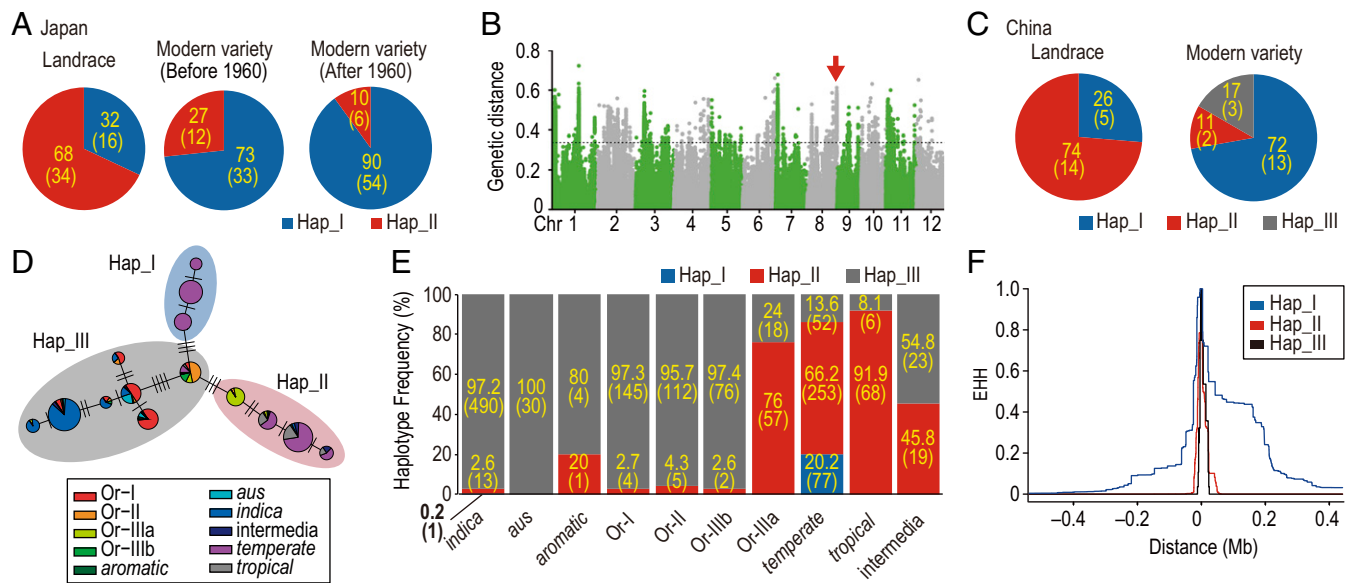 A Japan
Landrace
Modern variety
(Before 1960)
Modern variety
(After 1960)
32
(16)
68
(34)
27
(12)
73
(33)
10
(6)
90
(54)
Hap_I
Hap_II
B
Genetic distance
0.8
0.6
0.4
0.2
0
Chr 1 2 3 4 5 6 7 8 9 10 11 12
C China
Landrace
Modern variety
26
(5)
74
(14)
17
(3)
11
(2)
72
(13)
Hap_I
Hap_II
Hap_III
D
Hap_I
Hap_III
Hap_II
Or−I
Or−II
Or−IIIa
Or−IIIb
aromatic
aus
indica
intermedia
temperate
tropical
E
Hap_I
Hap_II
Hap_III
Haplotype Frequency (%)
100
80
60
40
20
0
97.2
(490)
2.6
(13)
0.2
(1)
100
(30)
80
(4)
20
(1)
97.3
(145)
2.7
(4)
95.7
(112)
4.3
(5)
97.4
(76)
2.6
(2)
24
(18)
76
(57)
13.6
(52)
66.2
(253)
20.2
(77)
8.1
(6)
91.9
(68)
54.8
(23)
45.8
(19)
indica
aus
aromatic
Or-I
Or-II
Or-IIIb
Or-IIIa
temperate
tropical
intermedia
F
Hap_I
Hap_II
Hap_III
EHH
1.0
0.8
0.6
0.4
0.2
0
−0.4 −0.2 0 0.2 0.4
Distance (Mb)